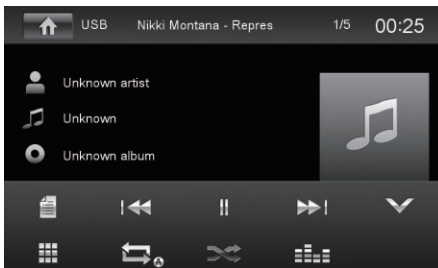 USB Nikki Montana - Repres 1/5 00:25
Unknown artist
Unknown
Unknown album